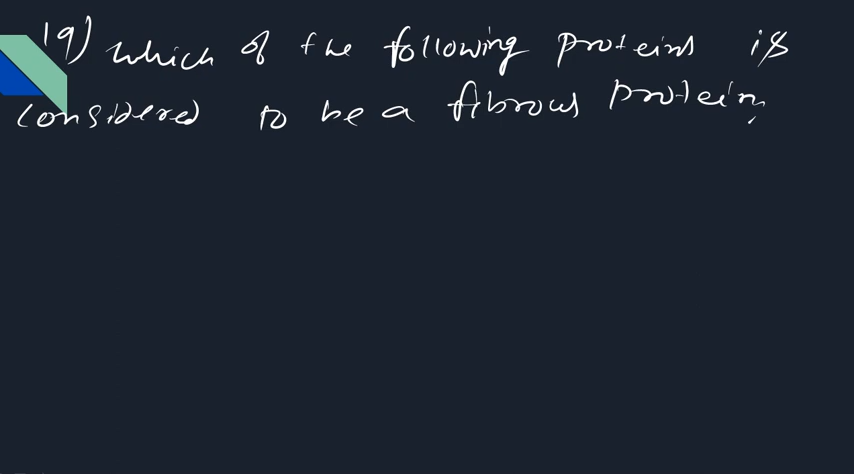 19) which of the following proteins is
considered to be a fibrous protein?